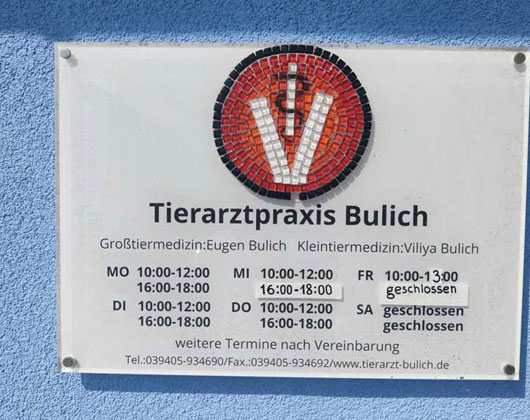 V
Tierarztpraxis Bulich
Großtiermedizin:Eugen Bulich Kleintiermedizin:Viliya Bulich
MO 10:00-12:00 MI 10:00-12:00 FR 10:00-13:00
16:00-18:00 16:00-18:00 geschlossen
DI 10:00-12:00 DO 10:00-12:00 SA geschlossen
16:00-18:00 16:00-18:00 geschlossen
weitere Termine nach Vereinbarung
Tel.:039405-934690/Fax.:039405-934692/www.tierarzt-bulich.de